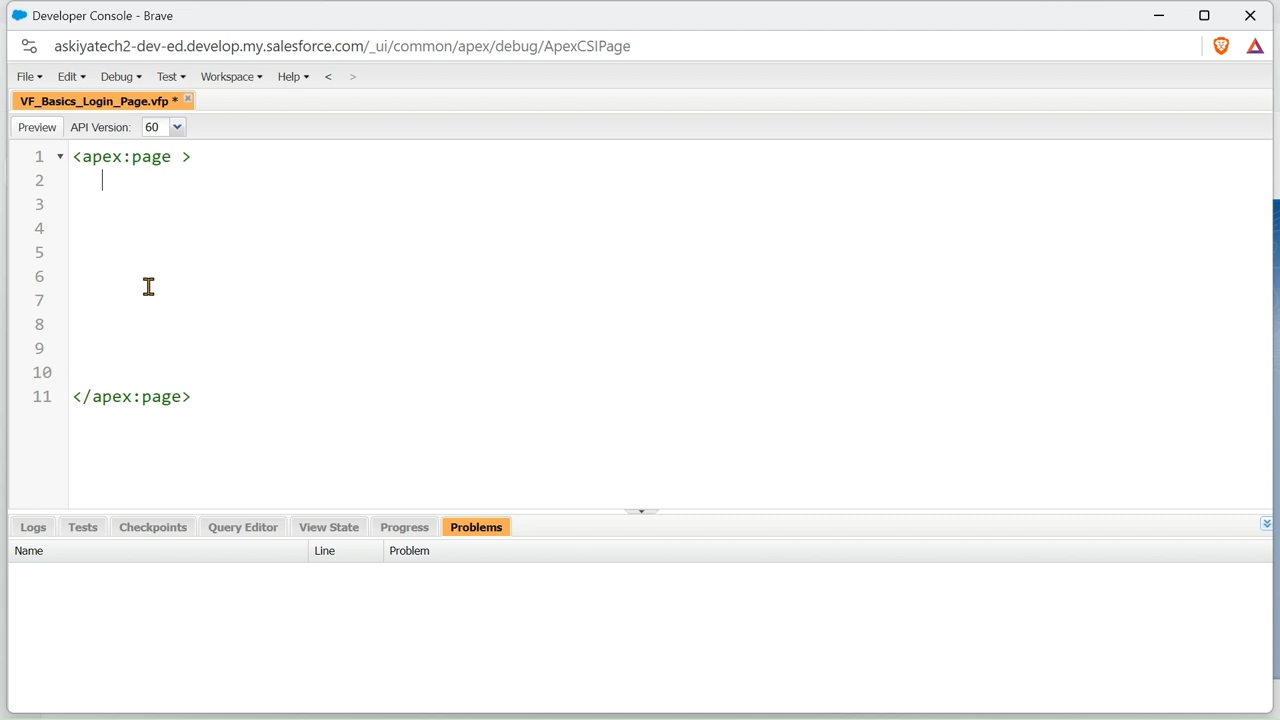 Developer Console - Brave
askiyatech2-dev-ed.develop.my.salesforce.com/_ui/common/apex/debug/ApexCSIPage
File Edit Debug Test Workspace Help < >
VF_Basics_Login_Page.vfp *
Preview API Version: 60
1 <apex:page >
2
3
4
5
6
7
8
9
10
11 </apex:page>
Logs Tests Checkpoints Query Editor View State Progress Problems
Name Line Problem